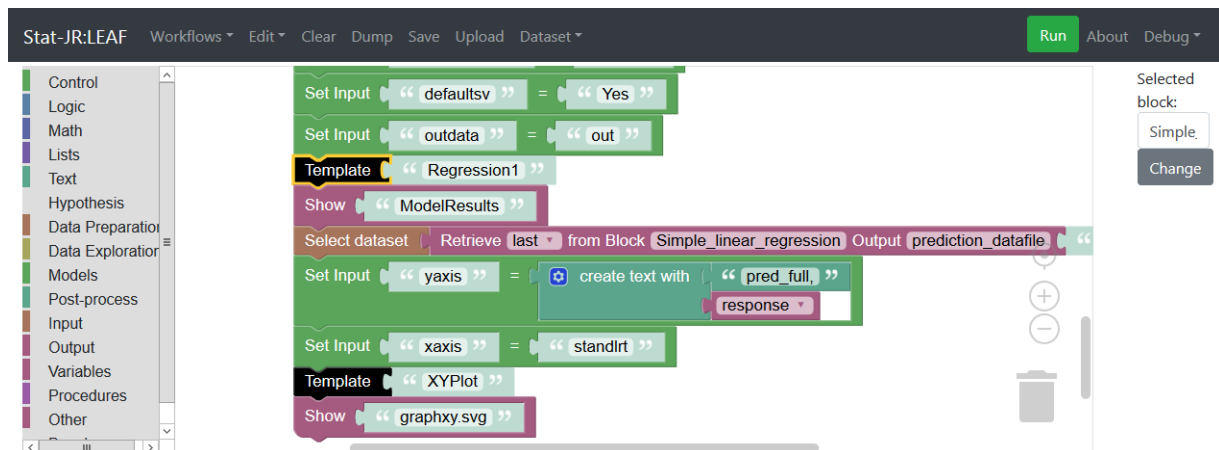 Stat-JR:LEAF Workflows Edit Clear Dump Save Upload Dataset Run About Debug
Control
Logic
Math
Lists
Text
Hypothesis
Data Preparation
Data Exploration
Models
Post-process
Input
Output
Variables
Procedures
Other
Set Input “ defaultsv ” = “ Yes ”
Set Input “ outdata ” = “ out ”
Template “ Regression1 ”
Show “ ModelResults ”
Select dataset Retrieve last from Block Simple_linear_regression Output prediction_datafile “
Set Input “ yaxis ” = create text with “ pred_full, ”
response
Set Input “ xaxis ” = “ standlrt ”
Template “ XYPlot ”
Show “ graphxy.svg ”
Selected
block:
Simple_
Change